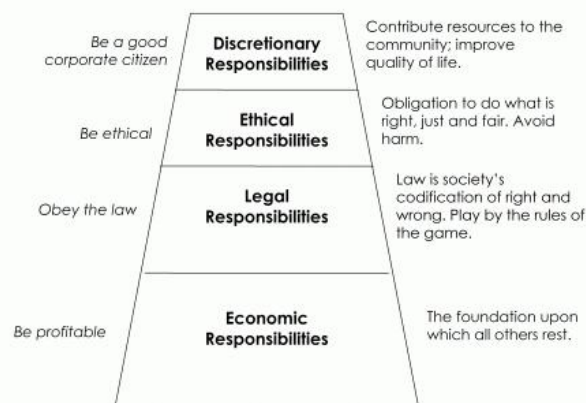 Be a good
corporate citizen
Discretionary
Responsibilities
Contribute resources to the
community; improve
quality of life.
Be ethical
Ethical
Responsibilities
Obligation to do what is
right, just and fair. Avoid
harm.
Obey the law
Legal
Responsibilities
Law is society's
codification of right and
wrong. Play by the rules of
the game.
Be profitable
Economic
Responsibilities
The foundation upon
which all others rest.